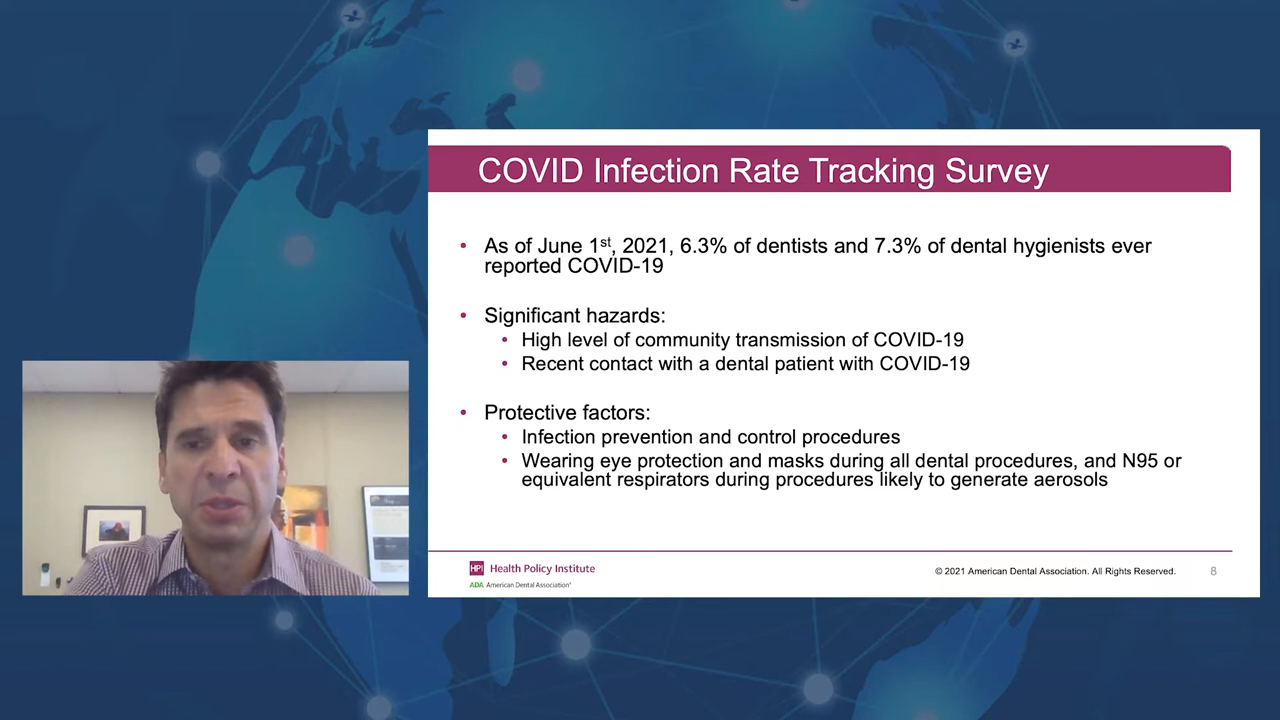 COVID Infection Rate Tracking Survey
• As of June 1st, 2021, 6.3% of dentists and 7.3% of dental hygienists ever
reported COVID-19
• Significant hazards:
• High level of community transmission of COVID-19
• Recent contact with a dental patient with COVID-19
• Protective factors:
• Infection prevention and control procedures
• Wearing eye protection and masks during all dental procedures, and N95 or
equivalent respirators during procedures likely to generate aerosols
HPI Health Policy Institute
ADA American Dental Association®
© 2021 American Dental Association. All Rights Reserved.
8